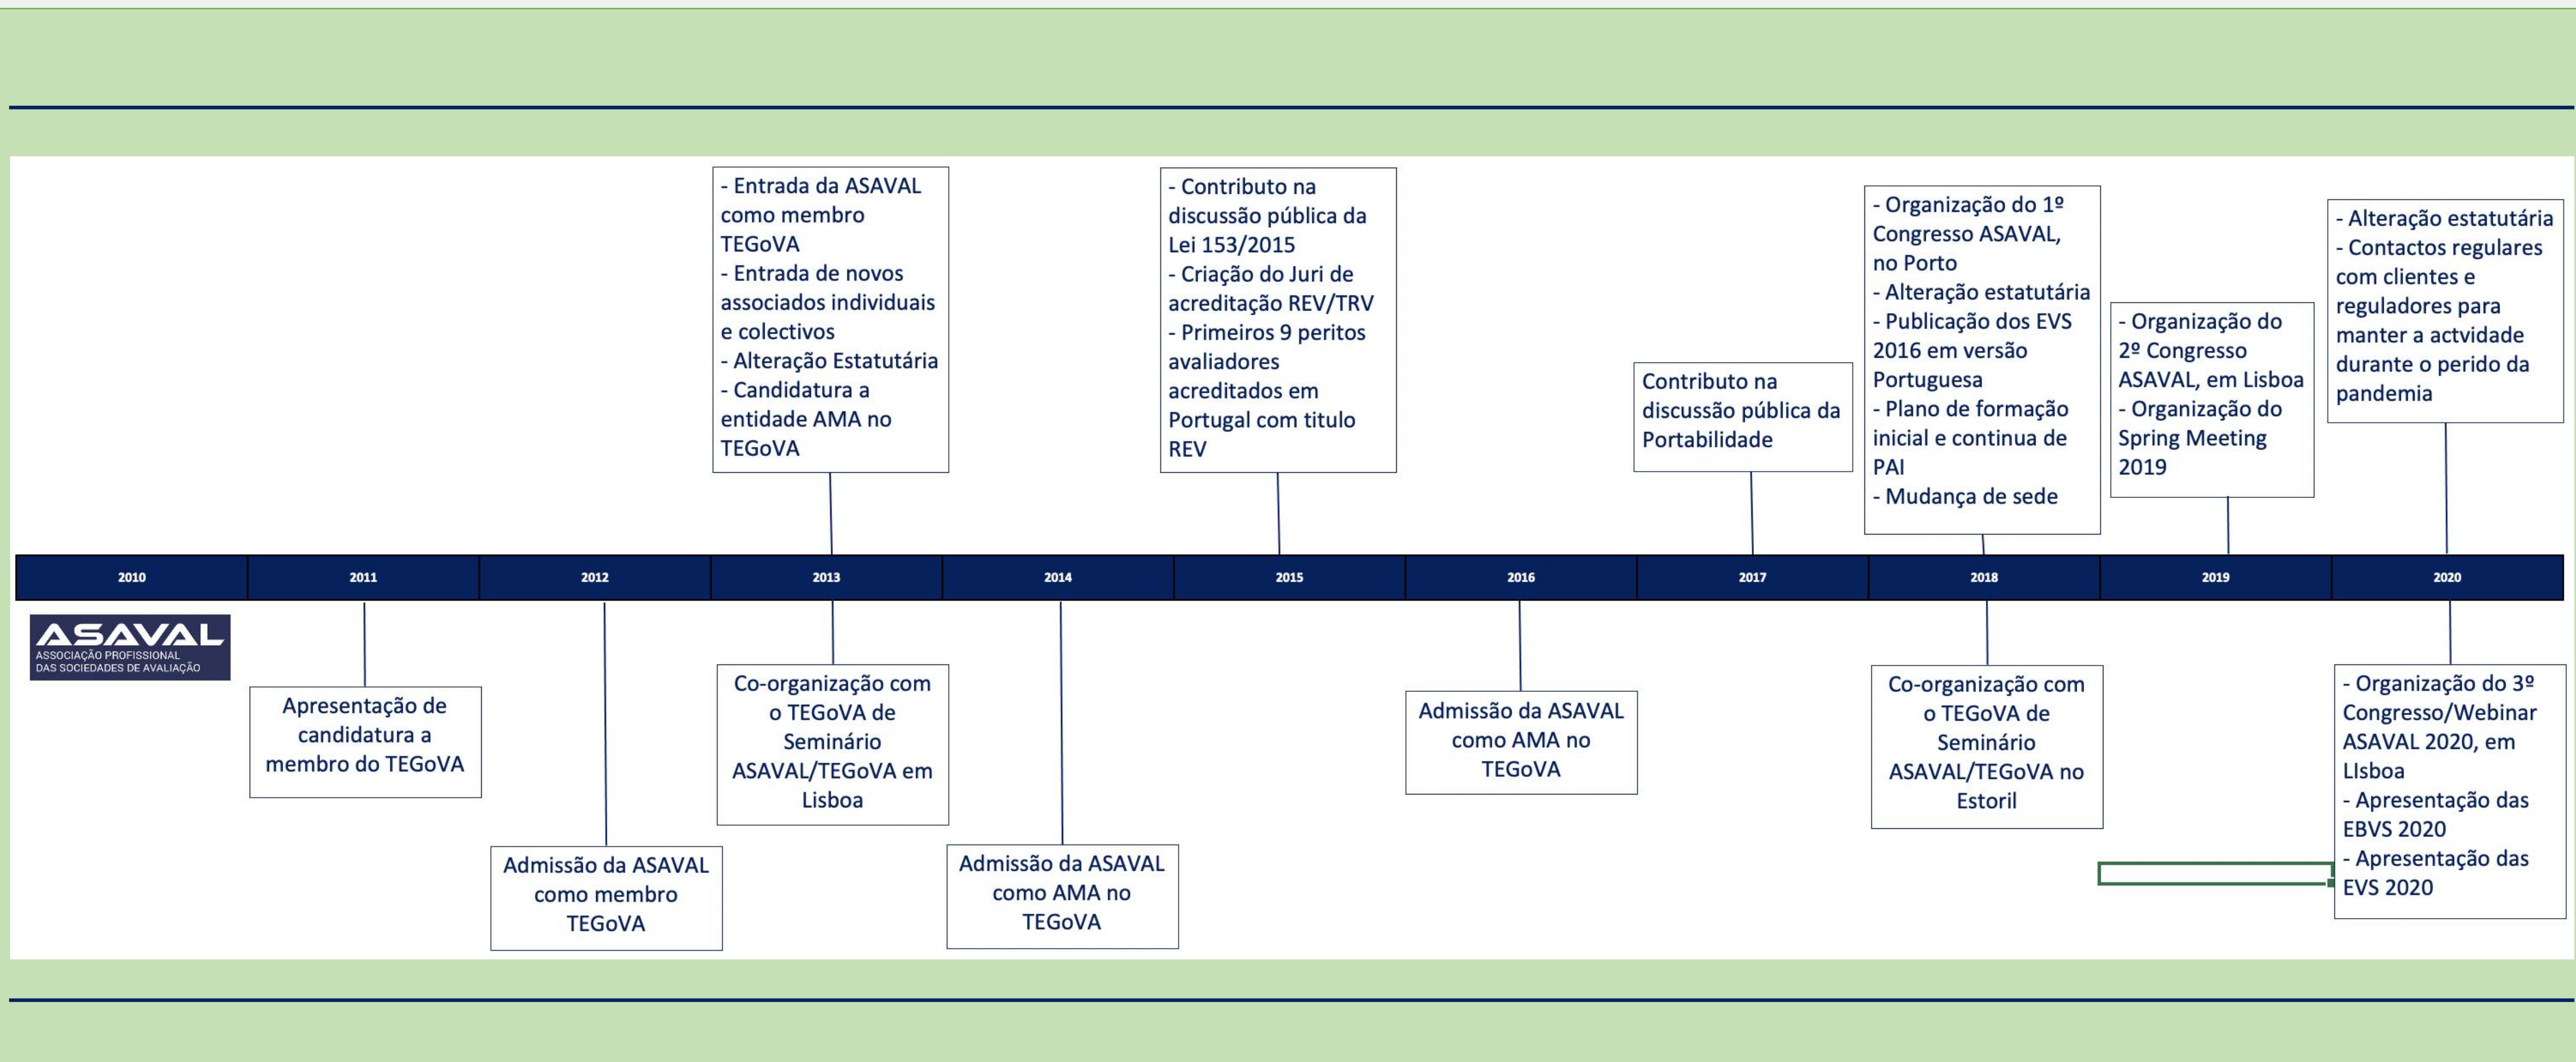 - Entrada da ASAVAL
como membro
TEGoVA
- Entrada de novos
associados individuais
e colectivos
- Alteração Estatutária
- Candidatura a
entidade AMA no
TEGoVA
- Contributo na
discussão pública da
Lei 153/2015
- Criação do Juri de
acreditação REV/TRV
- Primeiros 9 peritos
avaliadores
acreditados em
Portugal com titulo
REV
Contributo na
discussão pública da
Portabilidade
- Organização do 1º
Congresso ASAVAL,
no Porto
- Alteração estatutária
- Publicação dos EVS
2016 em versão
Portuguesa
- Plano de formação
inicial e continua de
PAI
- Mudança de sede
- Organização do
2º Congresso
ASAVAL, em Lisboa
- Organização do
Spring Meeting
2019
- Alteração estatutária
- Contactos regulares
com clientes e
reguladores para
manter a actvidade
durante o perido da
pandemia
2010
2011
2012
2013
2014
2015
2016
2017
2018
2019
2020
ASAVAL
ASSOCIAÇÃO PROFISSIONAL
DAS SOCIEDADES DE AVALIAÇÃO
Apresentação de
candidatura a
membro do TEGoVA
Admissão da ASAVAL
como membro
TEGoVA
Co-organização com
o TEGoVA de
Seminário
ASAVAL/TEGoVA em
Lisboa
Admissão da ASAVAL
como AMA no
TEGoVA
Admissão da ASAVAL
como AMA no
TEGoVA
Co-organização com
o TEGoVA de
Seminário
ASAVAL/TEGoVA no
Estoril
- Organização do 3º
Congresso/Webinar
ASAVAL 2020, em
LIsboa
- Apresentação das
EBVS 2020
- Apresentação das
EVS 2020